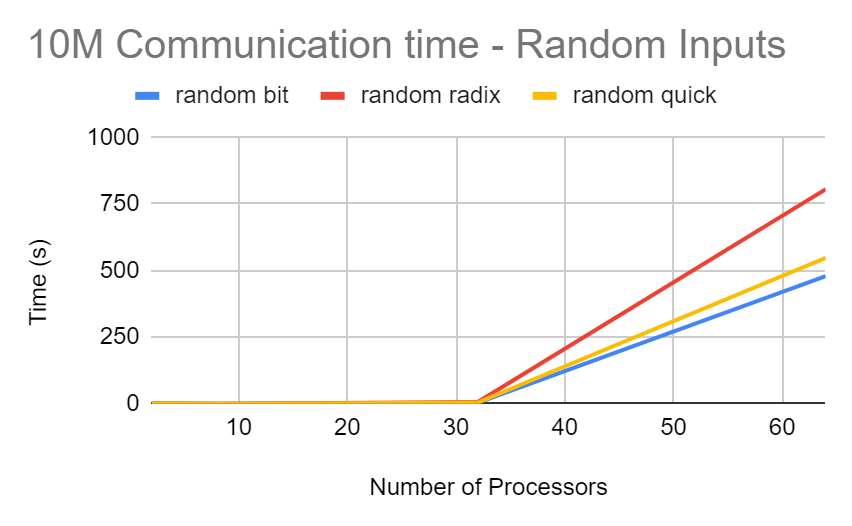 10M Communication time - Random Inputs
random bit random radix random quick
1000
750
500
250
0
Time (s)
10 20 30 40 50 60
Number of Processors